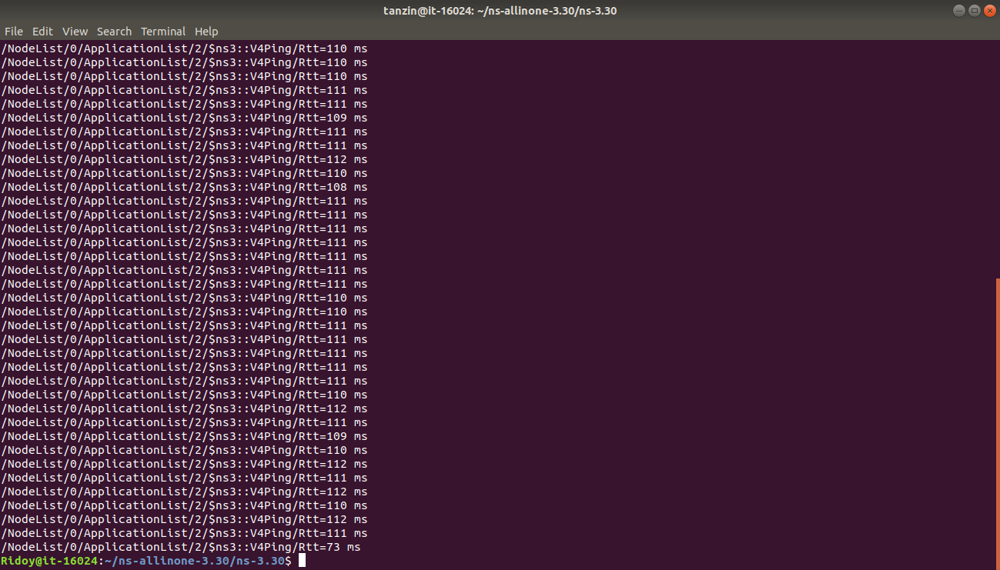 tanzin@it-16024: ~/ns-allinone-3.30/ns-3.30
File Edit View Search Terminal Help
/NodeList/0/ApplicationList/2/$ns3::V4Ping/Rtt=110 ms
/NodeList/0/ApplicationList/2/$ns3::V4Ping/Rtt=110 ms
/NodeList/0/ApplicationList/2/$ns3::V4Ping/Rtt=110 ms
/NodeList/0/ApplicationList/2/$ns3::V4Ping/Rtt=111 ms
/NodeList/0/ApplicationList/2/$ns3::V4Ping/Rtt=111 ms
/NodeList/0/ApplicationList/2/$ns3::V4Ping/Rtt=109 ms
/NodeList/0/ApplicationList/2/$ns3::V4Ping/Rtt=111 ms
/NodeList/0/ApplicationList/2/$ns3::V4Ping/Rtt=111 ms
/NodeList/0/ApplicationList/2/$ns3::V4Ping/Rtt=112 ms
/NodeList/0/ApplicationList/2/$ns3::V4Ping/Rtt=110 ms
/NodeList/0/ApplicationList/2/$ns3::V4Ping/Rtt=108 ms
/NodeList/0/ApplicationList/2/$ns3::V4Ping/Rtt=111 ms
/NodeList/0/ApplicationList/2/$ns3::V4Ping/Rtt=111 ms
/NodeList/0/ApplicationList/2/$ns3::V4Ping/Rtt=111 ms
/NodeList/0/ApplicationList/2/$ns3::V4Ping/Rtt=111 ms
/NodeList/0/ApplicationList/2/$ns3::V4Ping/Rtt=111 ms
/NodeList/0/ApplicationList/2/$ns3::V4Ping/Rtt=111 ms
/NodeList/0/ApplicationList/2/$ns3::V4Ping/Rtt=111 ms
/NodeList/0/ApplicationList/2/$ns3::V4Ping/Rtt=110 ms
/NodeList/0/ApplicationList/2/$ns3::V4Ping/Rtt=110 ms
/NodeList/0/ApplicationList/2/$ns3::V4Ping/Rtt=111 ms
/NodeList/0/ApplicationList/2/$ns3::V4Ping/Rtt=111 ms
/NodeList/0/ApplicationList/2/$ns3::V4Ping/Rtt=111 ms
/NodeList/0/ApplicationList/2/$ns3::V4Ping/Rtt=111 ms
/NodeList/0/ApplicationList/2/$ns3::V4Ping/Rtt=111 ms
/NodeList/0/ApplicationList/2/$ns3::V4Ping/Rtt=110 ms
/NodeList/0/ApplicationList/2/$ns3::V4Ping/Rtt=112 ms
/NodeList/0/ApplicationList/2/$ns3::V4Ping/Rtt=111 ms
/NodeList/0/ApplicationList/2/$ns3::V4Ping/Rtt=109 ms
/NodeList/0/ApplicationList/2/$ns3::V4Ping/Rtt=110 ms
/NodeList/0/ApplicationList/2/$ns3::V4Ping/Rtt=112 ms
/NodeList/0/ApplicationList/2/$ns3::V4Ping/Rtt=111 ms
/NodeList/0/ApplicationList/2/$ns3::V4Ping/Rtt=112 ms
/NodeList/0/ApplicationList/2/$ns3::V4Ping/Rtt=110 ms
/NodeList/0/ApplicationList/2/$ns3::V4Ping/Rtt=112 ms
/NodeList/0/ApplicationList/2/$ns3::V4Ping/Rtt=111 ms
/NodeList/0/ApplicationList/2/$ns3::V4Ping/Rtt=73 ms
Ridoy@it-16024:~/ns-allinone-3.30/ns-3.30$